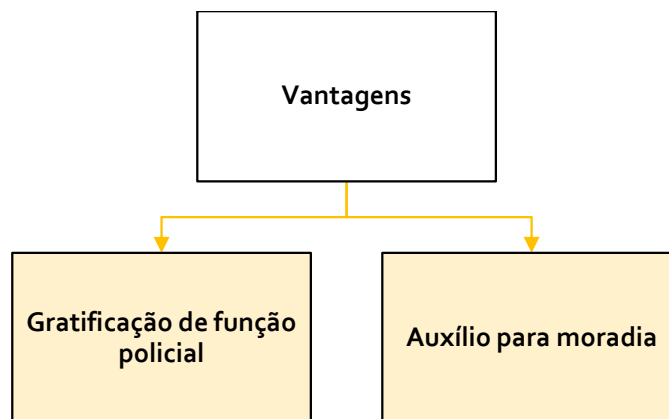 Vantagens
Gratificação de função
policial
Auxílio para moradia